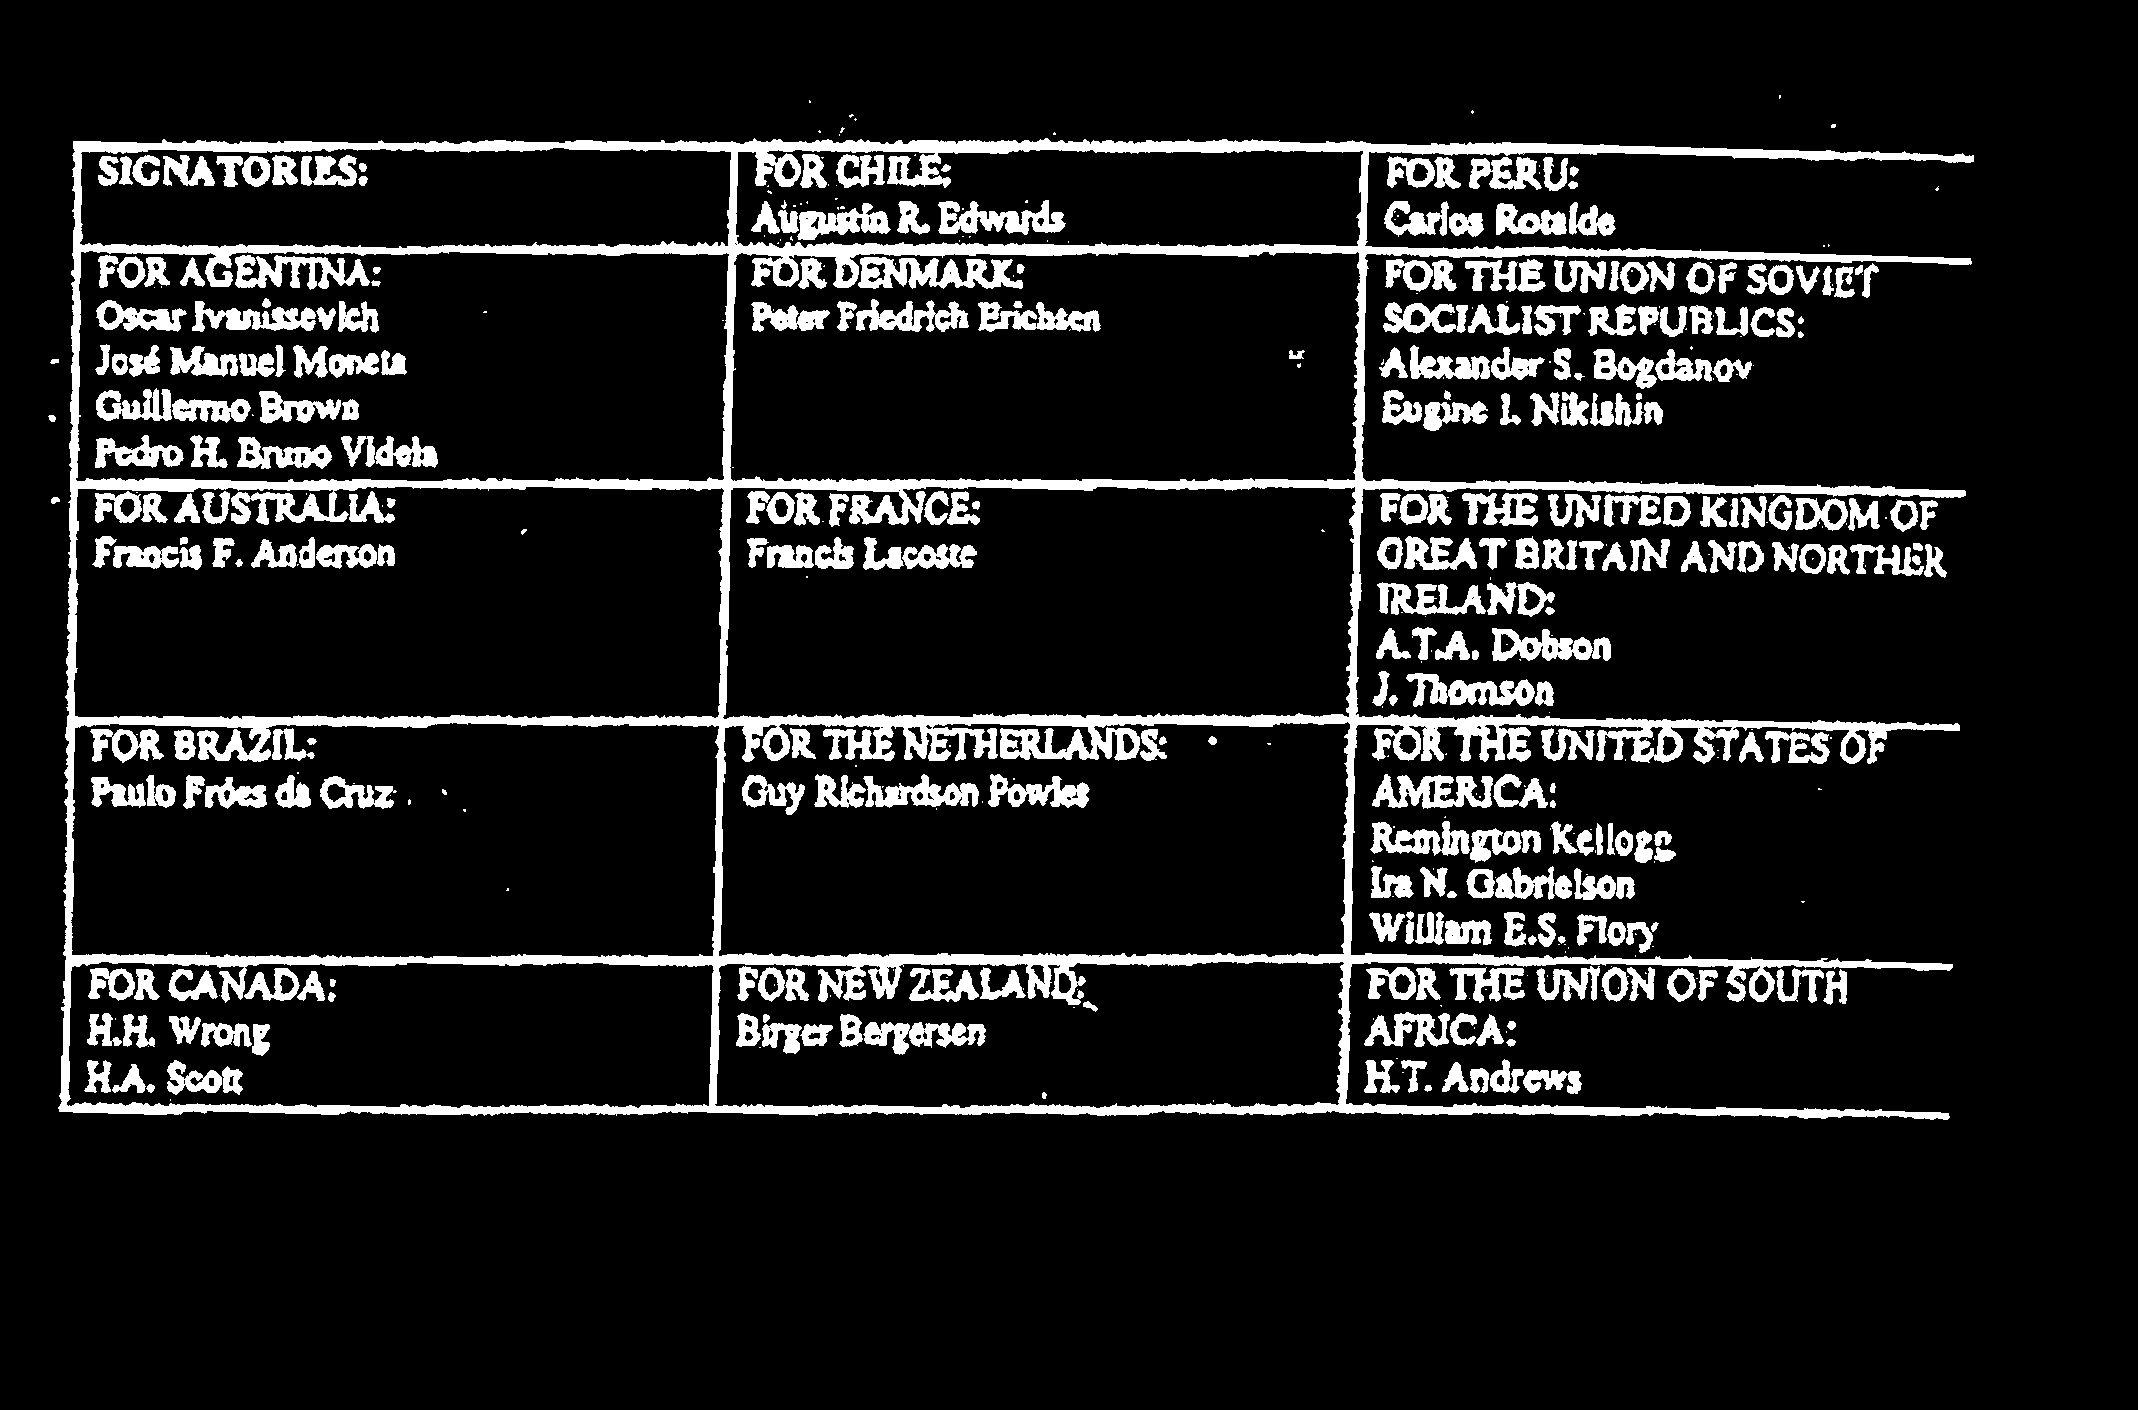 SIGNATORIES:
FOR CHILE:
Augustin R. Edwards
FOR PERU:
Carlos Rotalde
FOR AGENTINA:
Oscar Ivanissevich
José Manuel Moneta
Guillermo Brown
Pedro H. Bruno Videla
FOR DENMARK:
Peter Friedrich Erichsen
FOR THE UNION OF SOVIET
SOCIALIST REPUBLICS:
Alexander S. Bogdanov
Eugine I. Nikishin
FOR AUSTRALIA:
Francis F. Anderson
FOR FRANCE:
Francis Lacoste
FOR THE UNITED KINGDOM OF
GREAT BRITAIN AND NORTHER
IRELAND:
A.T.A. Dobson
J. Thomson
FOR BRAZIL:
Paulo Fróes da Cruz
FOR THE NETHERLANDS:
Guy Richardson Powles
FOR THE UNITED STATES OF
AMERICA:
Remington Kellogg
Ira N. Gabrielson
William E.S. Flory
FOR CANADA:
H.H. Wrong
H.A. Scott
FOR NEW ZEALAND:
Birger Bergersen
FOR THE UNION OF SOUTH
AFRICA:
H.T. Andrews